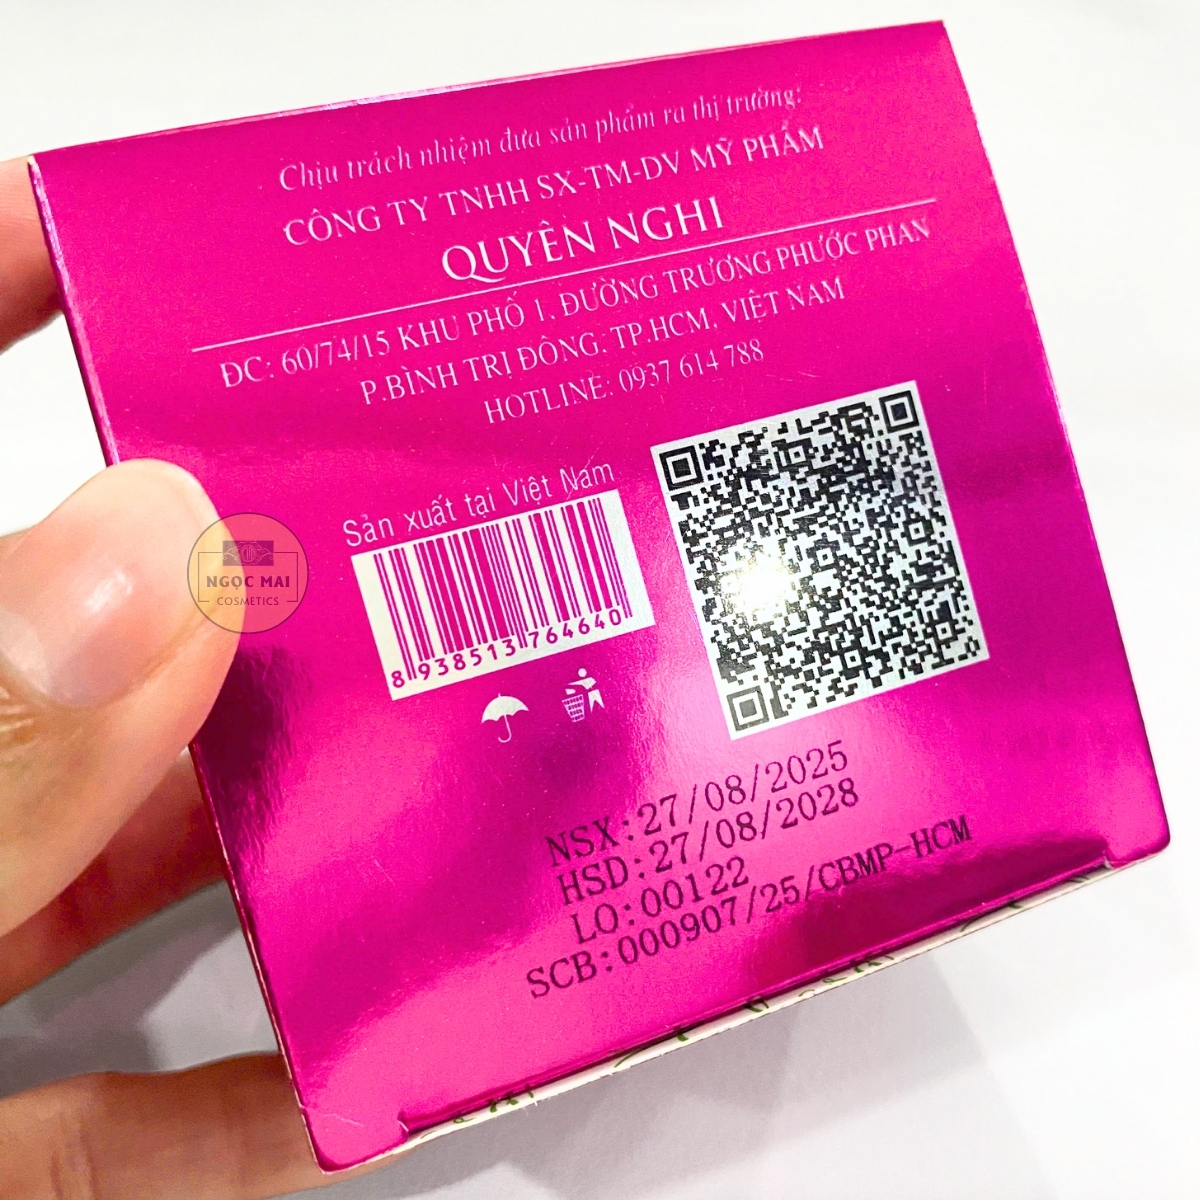 Chịu trách nhiệm đưa sản phẩm ra thị trường:
CÔNG TY TNHH SX-TM-DV MỸ PHẨM
QUYÊN NGHI
ĐC: 60/74/15 KHU PHỐ 1, ĐƯỜNG TRƯƠNG PHƯỚC PHAN
P.BÌNH TRỊ ĐÔNG, TP.HCM, VIỆT NAM
HOTLINE: 0937 614 788
Sản xuất tại Việt Nam
8 938513 764640
NGỌC MAI
COSMETICS
NSX:27/08/2025
HSD:27/08/2028
LO:00122
SCB:000907/25/CBMP-HCM